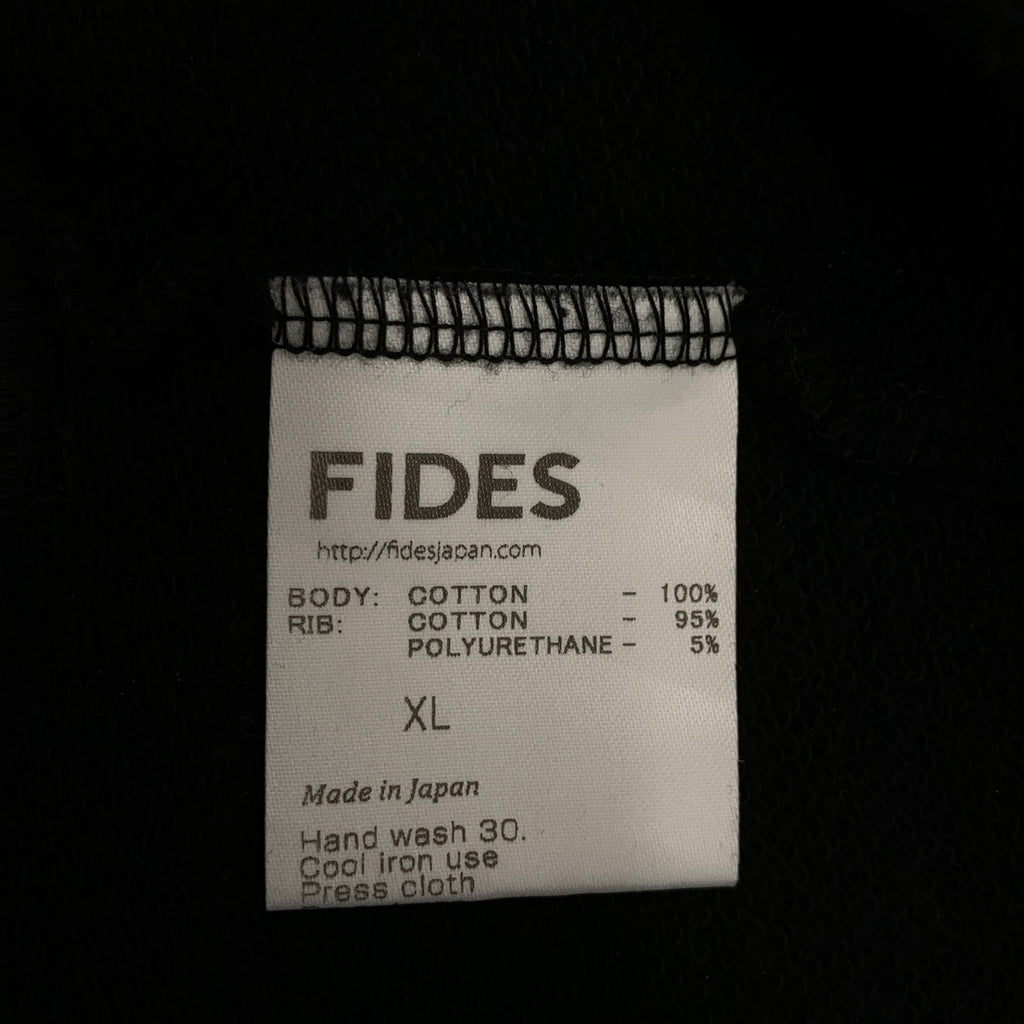 FIDES
http://fidesjapan.com
BODY: COTTON - 100%
RIB: COTTON - 95%
POLYURETHANE - 5%
XL
Made in Japan
Hand wash 30.
Cool iron use
Press cloth